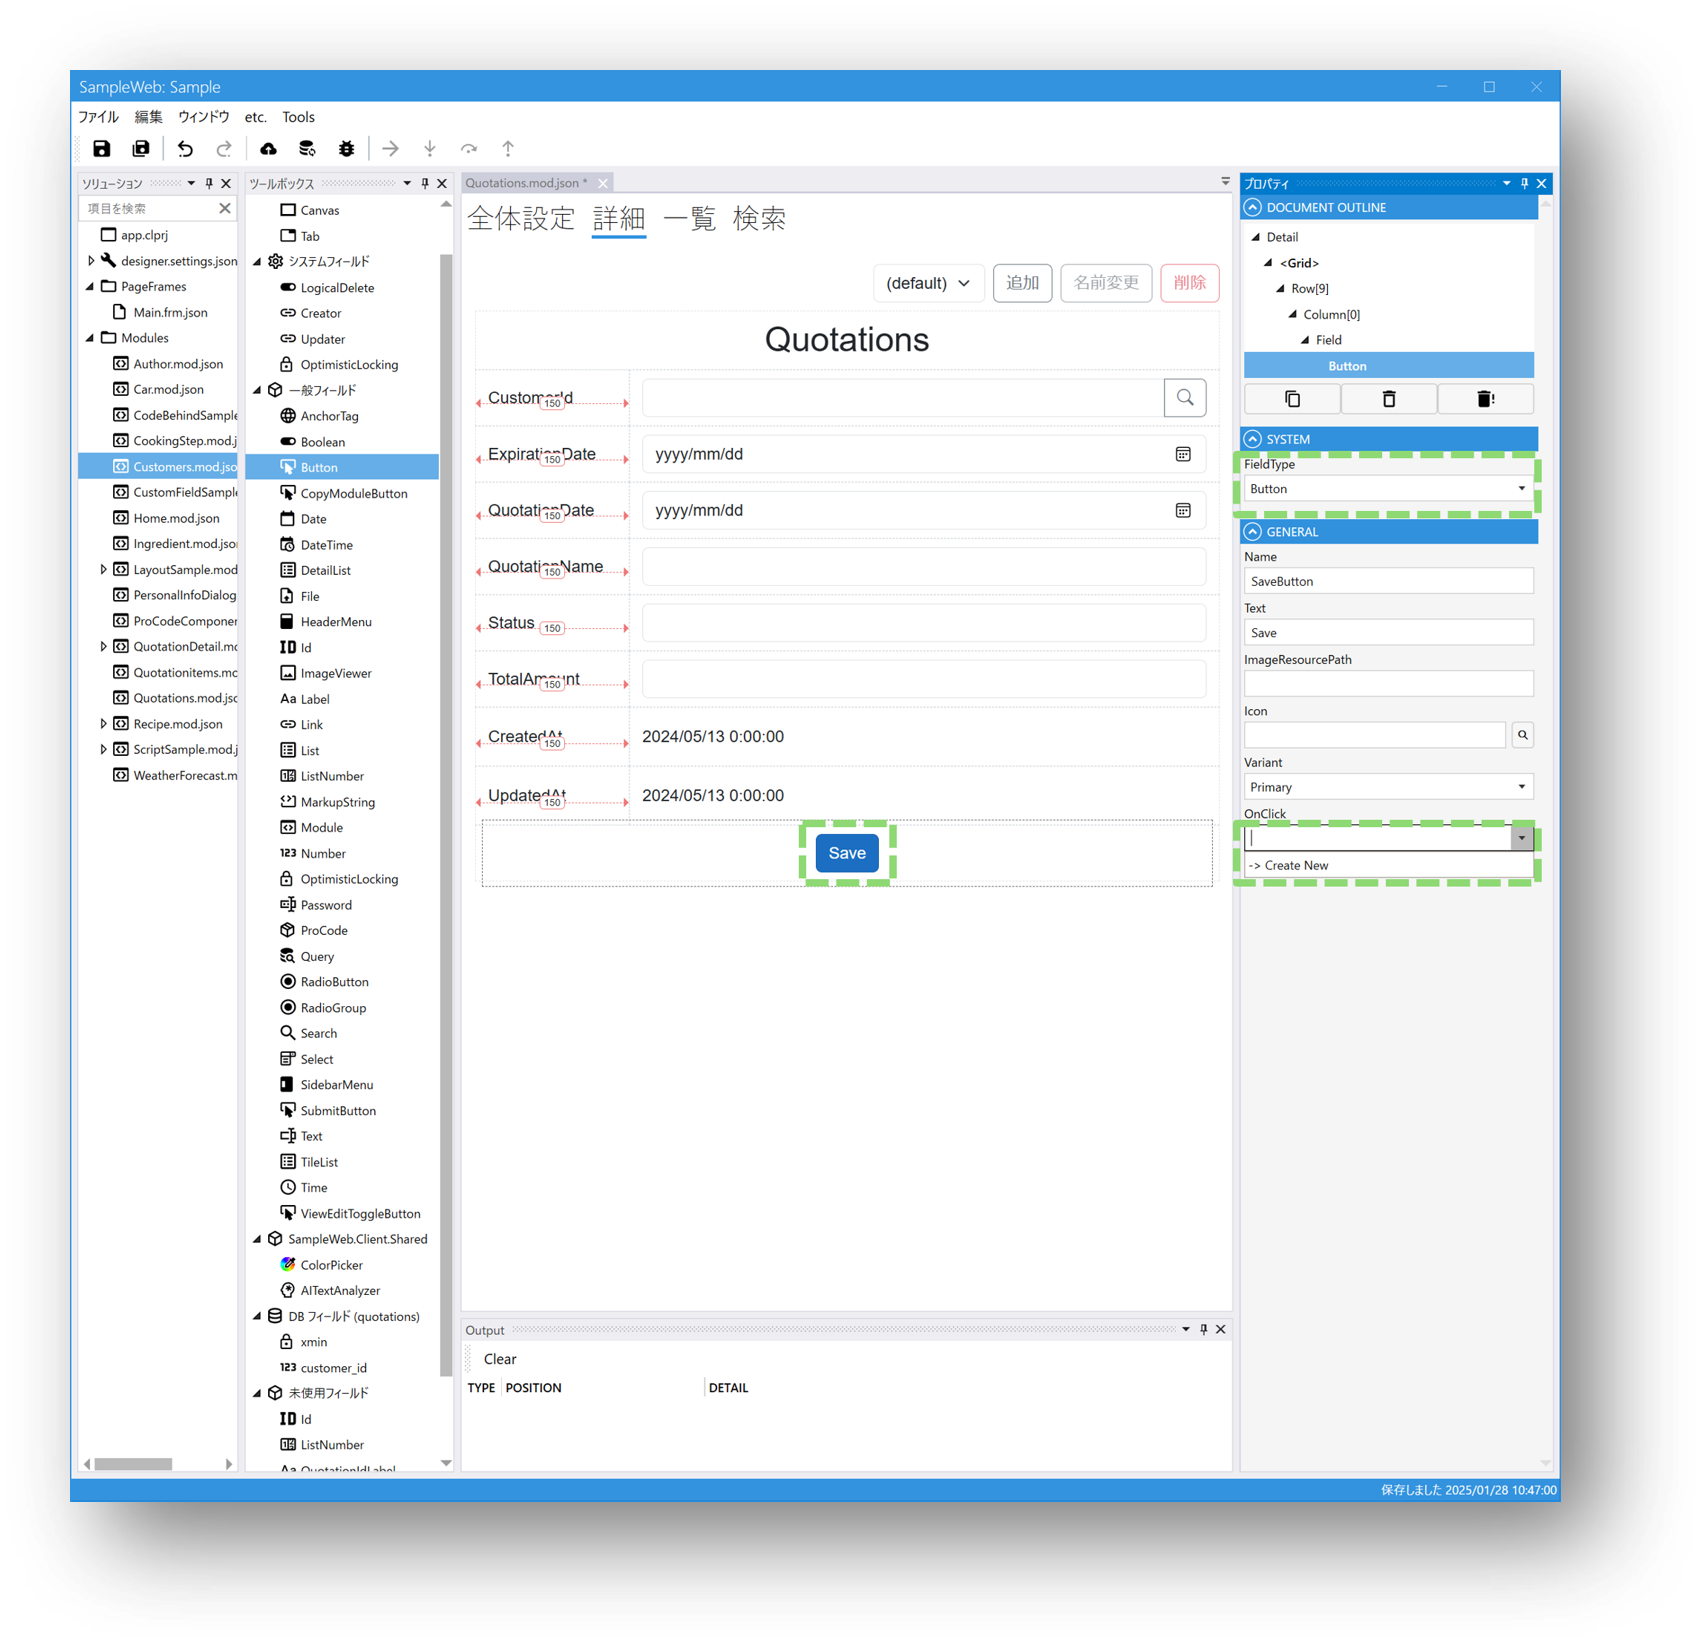 SampleWeb: Sample
ファイル 編集 ウィンドウ etc. Tools
ソリューション
項目を検索
app.clprj
designer.settings.json
PageFrames
Main.frm.json
Modules
Author.mod.json
Car.mod.json
CodeBehindSample
CookingStep.mod.j
Customers.mod.jso
CustomFieldSample
Home.mod.json
Ingredient.mod.jso
LayoutSample.mod
PersonalInfoDialog
ProCodeComponer
QuotationDetail.mo
Quotationitems.mo
Quotations.mod.jsc
Recipe.mod.json
ScriptSample.mod.j
WeatherForecast.m
ツールボックス
Canvas
Tab
システムフィールド
LogicalDelete
Creator
Updater
OptimisticLocking
一般フィールド
AnchorTag
Boolean
Button
CopyModuleButton
Date
DateTime
DetailList
File
HeaderMenu
Id
ImageViewer
Label
Link
List
ListNumber
MarkupString
Module
Number
OptimisticLocking
Password
ProCode
Query
RadioButton
RadioGroup
Search
Select
SidebarMenu
SubmitButton
Text
TileList
Time
ViewEditToggleButton
SampleWeb.Client.Shared
ColorPicker
AITextAnalyzer
DB フィールド (quotations)
xmin
customer_id
未使用フィールド
Id
ListNumber
QuotationIdLabel
Quotations.mod.json *
全体設定 詳細 一覧 検索
(default) 追加 名前変更 削除
Quotations
CustomerId 150
ExpirationDate 150 yyyy/mm/dd
QuotationDate 150 yyyy/mm/dd
QuotationName 150
Status 150
TotalAmount 150
CreatedAt 150 2024/05/13 0:00:00
UpdatedAt 150 2024/05/13 0:00:00
Save
Output
Clear
TYPE POSITION DETAIL
プロパティ
DOCUMENT OUTLINE
Detail
<Grid>
Row[9]
Column[0]
Field
Button
SYSTEM
FieldType
Button
GENERAL
Name
SaveButton
Text
Save
ImageResourcePath
Icon
Variant
Primary
OnClick
-> Create New
保存しました 2025/01/28 10:47:00